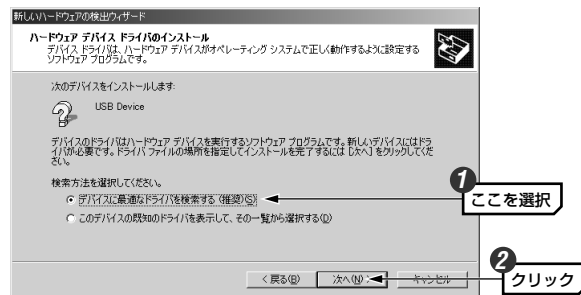 新しいハードウェアの検出ウィザード
ハードウェア デバイス ドライバのインストール
デバイス ドライバは、ハードウェア デバイスがオペレーティング システムで正しく動作するように設定する
ソフトウェア プログラムです。
次のデバイスをインストールします:
USB Device
デバイスのドライバはハードウェア デバイスを実行するソフトウェア プログラムです。新しいデバイスにはドラ
イバが必要です。ドライバ ファイルの場所を指定してインストールを完了するには [次へ] をクリックしてくだ
さい。
検索方法を選択してください。
デバイスに最適なドライバを検索する (推奨)(S)
このデバイスの既知のドライバを表示して、その一覧から選択する(D)
1
ここを選択
< 戻る(B)
次へ(N) >
キャンセル
2
クリック